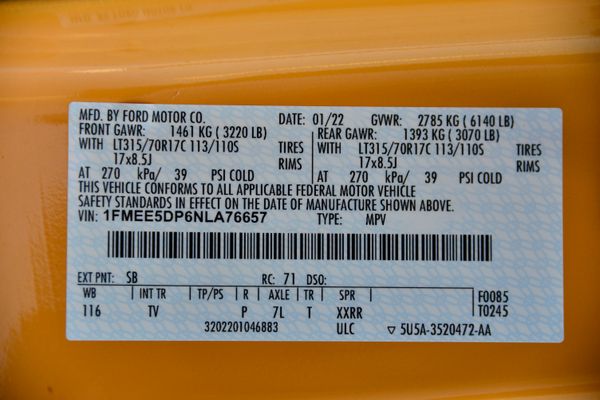 MFD. BY FORD MOTOR CO. DATE: 01/22 GVWR: 2785 KG (6140 LB)
FRONT GAWR: 1461 KG (3220 LB) REAR GAWR: 1393 KG (3070 LB)
WITH LT315/70R17C 113/110S TIRES WITH LT315/70R17C 113/110S TIRES
17x8.5J RIMS 17x8.5J RIMS
AT 270 kPa/ 39 PSI COLD AT 270 kPa/ 39 PSI COLD
THIS VEHICLE CONFORMS TO ALL APPLICABLE FEDERAL MOTOR VEHICLE
SAFETY STANDARDS IN EFFECT ON THE DATE OF MANUFACTURE SHOWN ABOVE.
VIN: 1FMEE5DP6NLA76657 TYPE: MPV
EXT PNT: SB RC: 71 DSO:
WB INT TR TP/PS R AXLE TR SPR F0085
116 TV P 7L T XXRR T0245
3202201046883 ULC ▽ 5U5A-3520472-AA